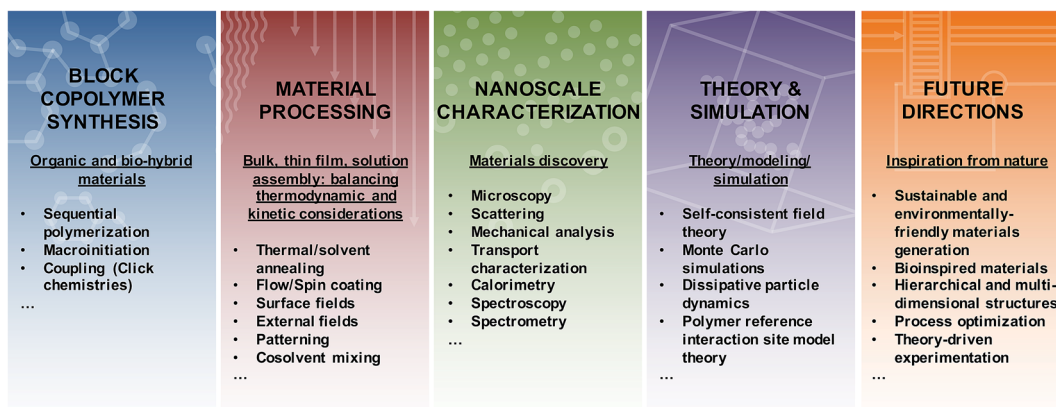 BLOCK
COPOLYMER
SYNTHESIS
Organic and bio-hybrid
materials
• Sequential
polymerization
• Macroinitiation
• Coupling (Click
chemistries)
...
MATERIAL
PROCESSING
Bulk, thin film, solution
assembly: balancing
thermodynamic and
kinetic considerations
• Thermal/solvent
annealing
• Flow/Spin coating
• Surface fields
• External fields
• Patterning
• Cosolvent mixing
...
NANOSCALE
CHARACTERIZATION
Materials discovery
• Microscopy
• Scattering
• Mechanical analysis
• Transport
characterization
• Calorimetry
• Spectroscopy
• Spectrometry
...
THEORY &
SIMULATION
Theory/modeling/
simulation
• Self-consistent field
theory
• Monte Carlo
simulations
• Dissipative particle
dynamics
• Polymer reference
interaction site model
theory
...
FUTURE
DIRECTIONS
Inspiration from nature
• Sustainable and
environmentally-
friendly materials
generation
• Bioinspired materials
• Hierarchical and multi-
dimensional structures
• Process optimization
• Theory-driven
experimentation
...